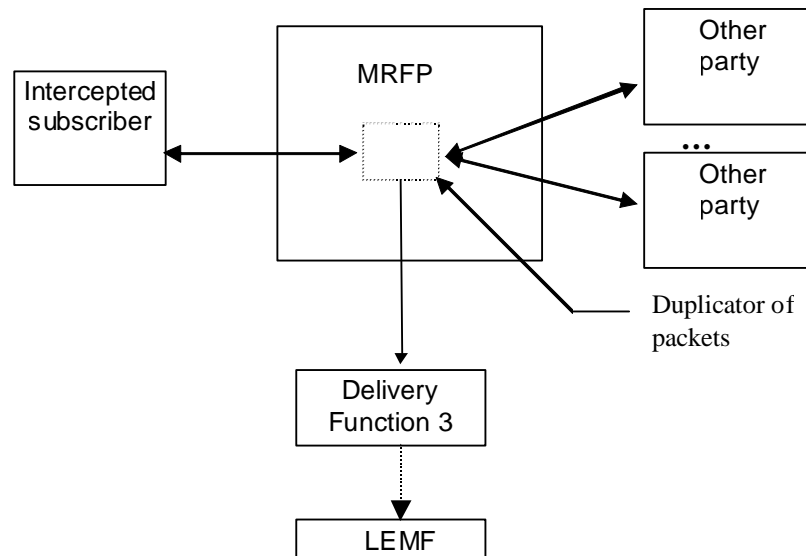 Other
party
MRFP
Intercepted
subscriber
...
Other
party
Duplicator of
packets
Delivery
Function 3
LEMF